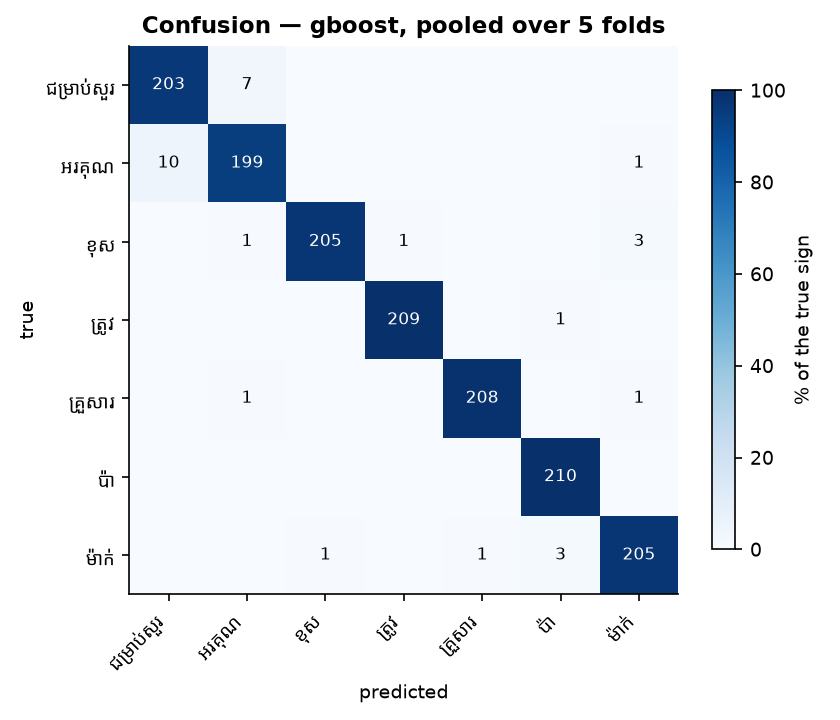 Confusion — gboost, pooled over 5 folds
ជម្រាប់សួរ 203 7
អរគុណ 10 199 1
ខុស 1 205 1 3
ត្រូវ 209 1
គ្រួសារ 1 208 1
ប៉ា 210
ម៉ាក់ 1 1 3 205
ជម្រាប់សួរ អរគុណ ខុស ត្រូវ គ្រួសារ ប៉ា ម៉ាក់
predicted
true
100
80
60
40
20
0
% of the true sign